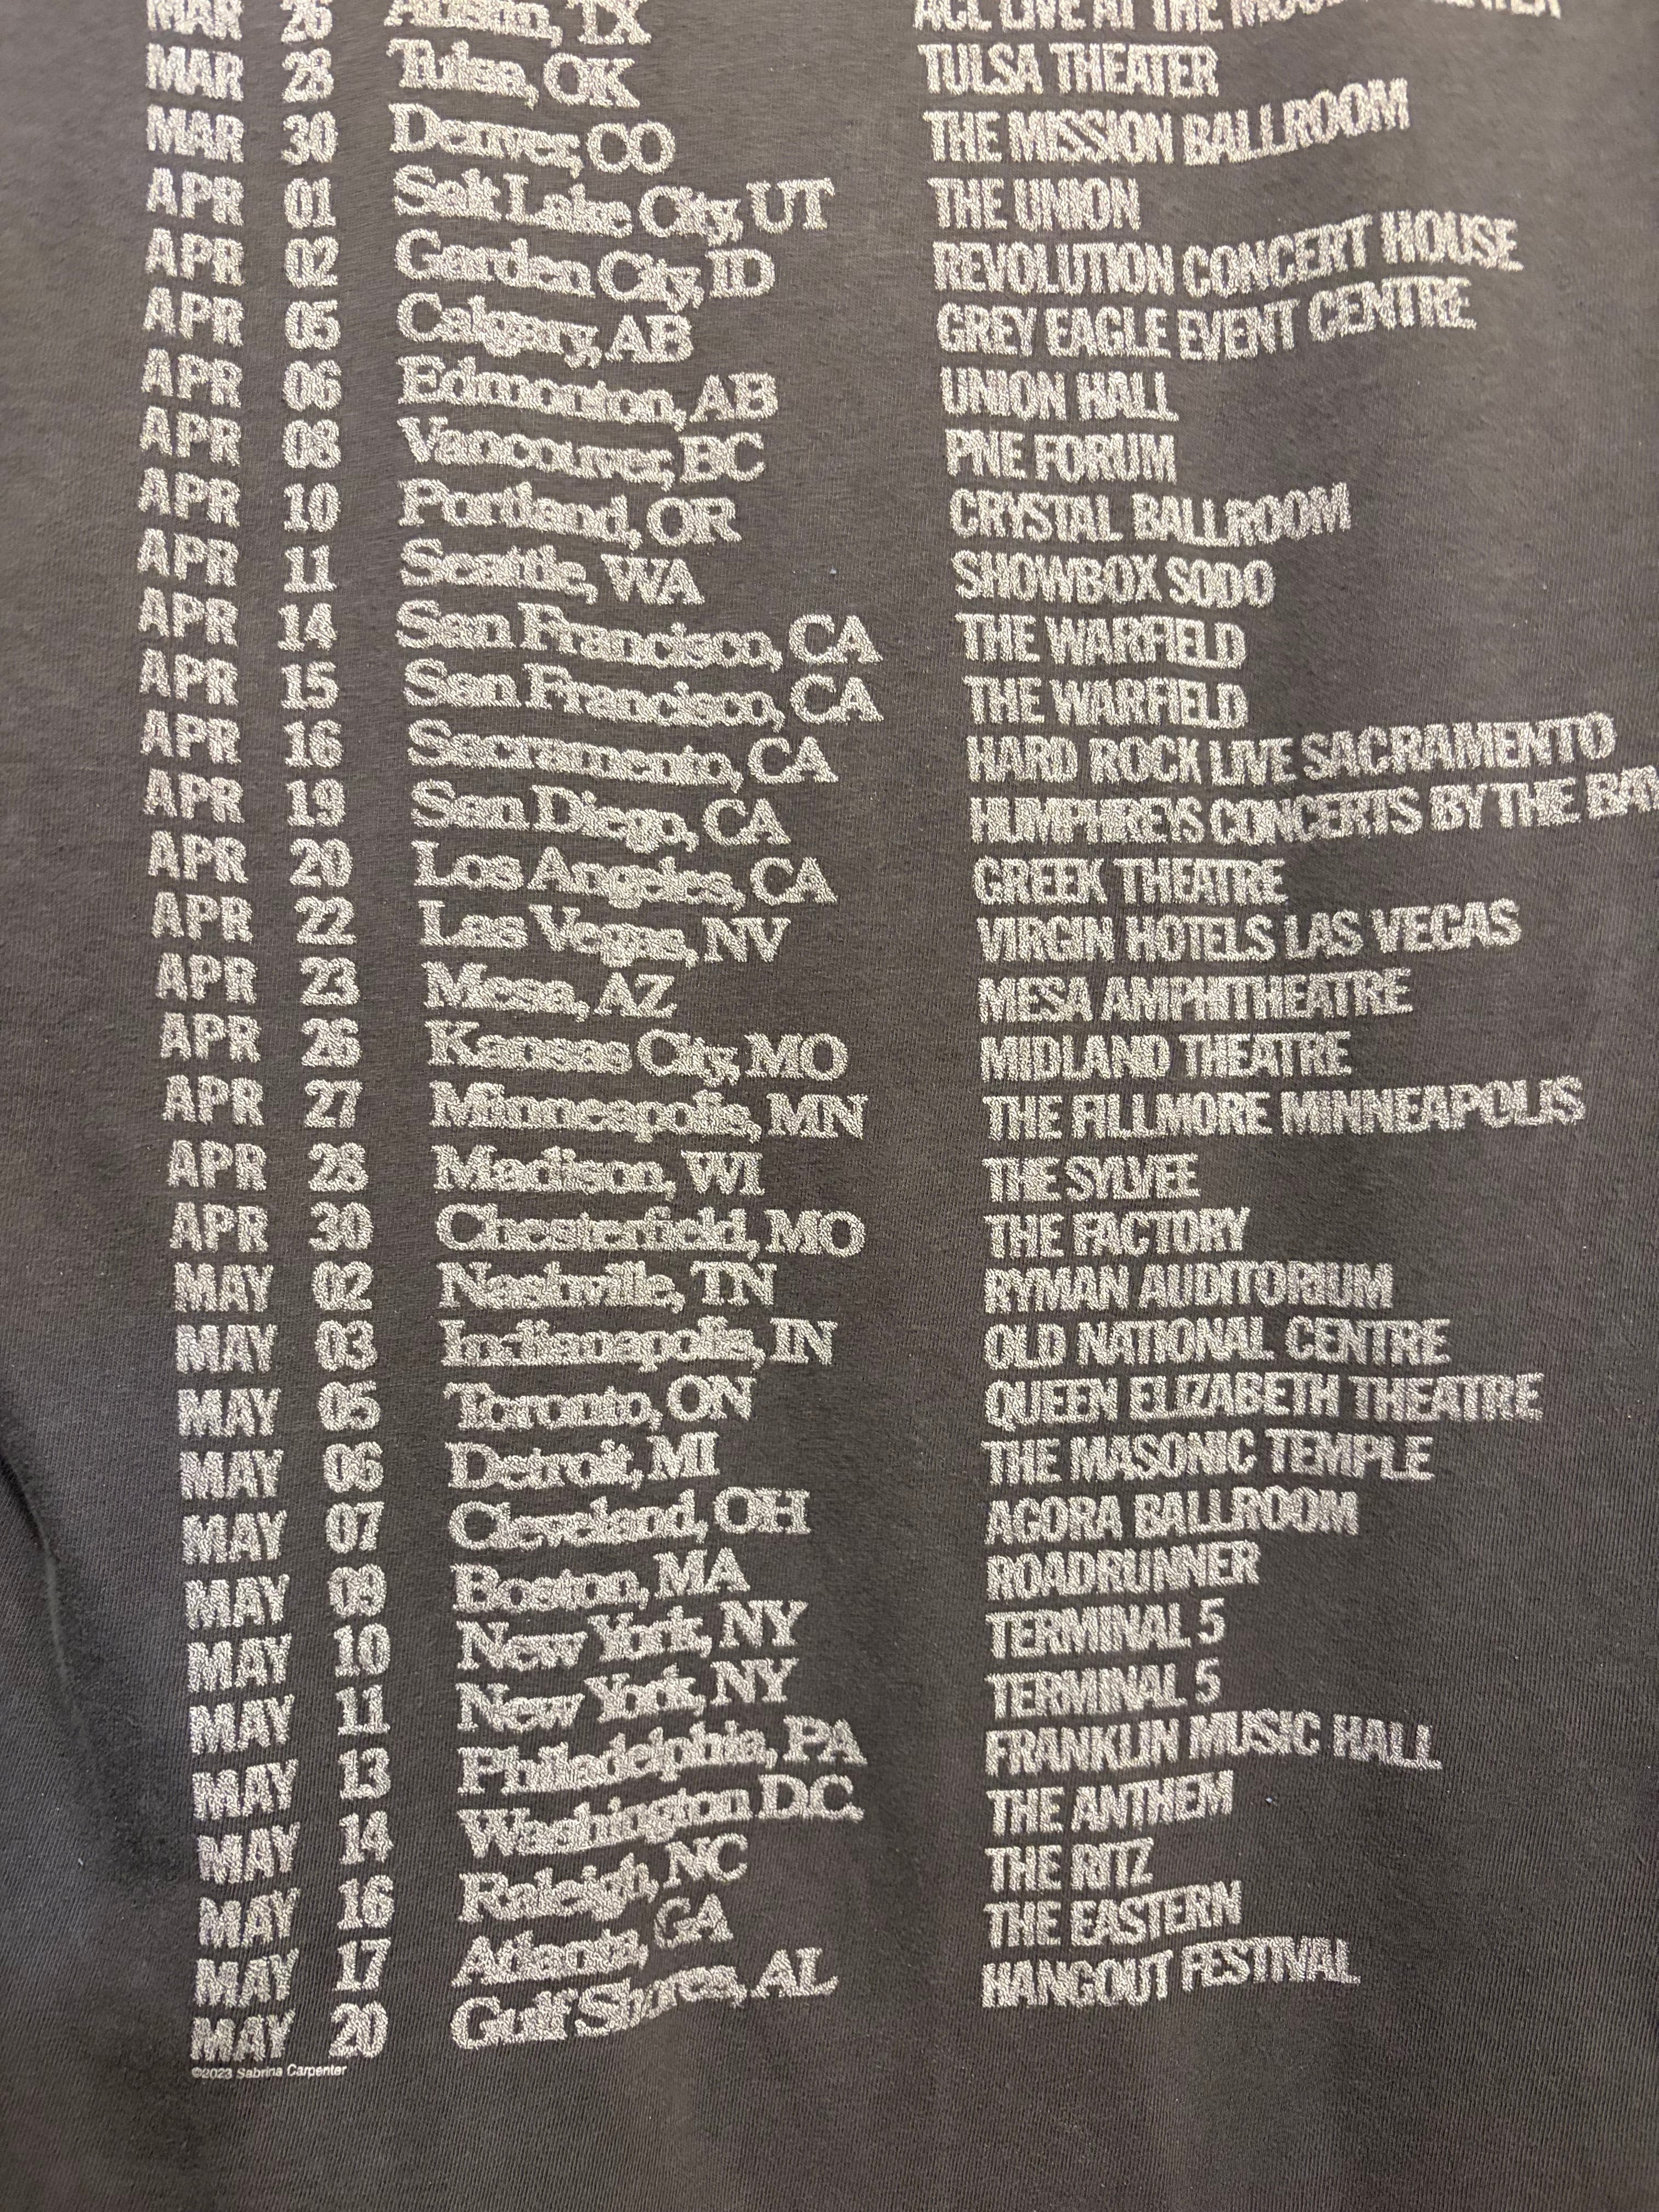 MAR 26 Austin, TX ACL LIVE AT THE
MAR 28 Tulsa, OK TULSA THEATER
MAR 30 Denver, CO THE MISSION BALLROOM
APR 01 Salt Lake City, UT THE UNION
APR 02 Garden City, ID REVOLUTION CONCERT HOUSE
APR 05 Calgary, AB GREY EAGLE EVENT CENTRE
APR 06 Edmonton, AB UNION HALL
APR 08 Vancouver, BC PNE FORUM
APR 10 Portland, OR CRYSTAL BALLROOM
APR 11 Seattle, WA SHOWBOX SODO
APR 14 San Francisco, CA THE WARFIELD
APR 15 San Francisco, CA THE WARFIELD
APR 16 Sacramento, CA HARD ROCK LIVE SACRAMENTO
APR 19 San Diego, CA HUMPHREYS CONCERTS BY THE BAY
APR 20 Los Angeles, CA GREEK THEATRE
APR 22 Las Vegas, NV VIRGIN HOTELS LAS VEGAS
APR 23 Mesa, AZ MESA AMPHITHEATRE
APR 26 Kansas City, MO MIDLAND THEATRE
APR 27 Minneapolis, MN THE FILLMORE MINNEAPOLIS
APR 28 Madison, WI THE SYLVEE
APR 30 Chesterfield, MO THE FACTORY
MAY 02 Nashville, TN RYMAN AUDITORIUM
MAY 03 Indianapolis, IN OLD NATIONAL CENTRE
MAY 05 Toronto, ON QUEEN ELIZABETH THEATRE
MAY 06 Detroit, MI THE MASONIC TEMPLE
MAY 07 Cleveland, OH AGORA BALLROOM
MAY 09 Boston, MA ROADRUNNER
MAY 10 New York, NY TERMINAL 5
MAY 11 New York, NY TERMINAL 5
MAY 13 Philadelphia, PA FRANKLIN MUSIC HALL
MAY 14 Washington D.C. THE ANTHEM
MAY 16 Raleigh, NC THE RITZ
MAY 17 Atlanta, GA THE EASTERN
MAY 20 Gulf Shores, AL HANGOUT FESTIVAL
©2023 Sabrina Carpenter